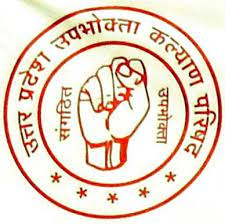 उत्तर प्रदेश उपभोक्ता कल्याण परिषद
संगठित
उपभोक्ता